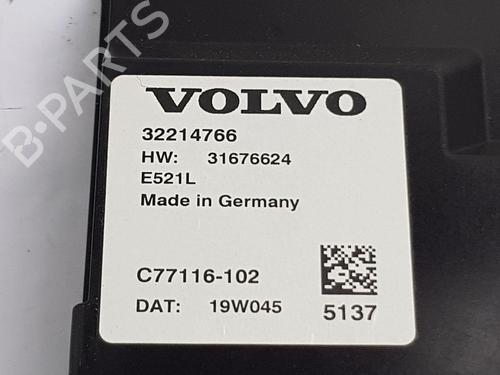 B-PARTS
VOLVO
32214766
HW: 31676624
E521L
Made in Germany
C77116-102
DAT: 19W045
5137